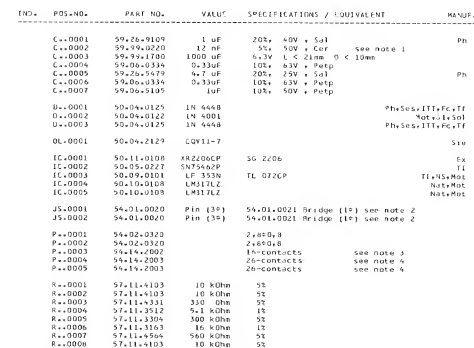 IND. POS.NO. PART NO. VALUE SPECIFICATIONS / EQUIVALENT MANUF.
C..0001 59.26.9109 1 uF 20%, 40V , Sal Ph
C..0002 59.99.0220 12 nF 5%, 50V , Cer see note 1
C..0003 59.99.1700 1000 uF 6.3V L < 21mm D < 10mm
C..0004 59.06.0334 0.33uF 10%, 63V , Petp
C..0005 59.26.5479 4.7 uF 20%, 25V , Sal Ph
C..0006 59.06.0334 0.33uF 10%, 63V , Petp
C..0007 59.06.5105 1uF 10%, 50V , Petp
D..0001 50.04.0125 1N 4448 Ph,Ses,ITT,Fc,Tf
D..0002 50.04.0122 1N 4001 Mot,SI,Sol
D..0003 50.04.0125 1N 4448 Ph,Ses,ITT,Fc,Tf
DL.0001 50.04.2129 CQV11-7 Sie
IC.0001 50.11.0108 XR2206CP SG 2206 Ex
IC.0002 50.05.0227 SN75462P TI
IC.0003 50.09.0101 LF 353N TL 072CP TI,NS,Mot
IC.0004 50.10.0108 LM317LZ Nat,Mot
IC.0005 50.10.0108 LM317LZ Nat,Mot
JS.0001 54.01.0020 Pin (3*) 54.01.0021 Bridge (1*) see note 2
JS.0002 54.01.0020 Pin (3*) 54.01.0021 Bridge (1*) see note 2
P..0001 54.02.0320 2,8*0,8
P..0002 54.02.0320 2,8*0,8
P..0003 54.14.2002 16-contacts see note 3
P..0004 54.14.2003 26-contacts see note 4
P..0005 54.14.2003 26-contacts see note 4
R..0001 57.11.4103 10 kOhm 5%
R..0002 57.11.4103 10 kOhm 5%
R..0003 57.11.4331 330 Ohm 5%
R..0004 57.11.3512 5.1 kOhm 1%
R..0005 57.11.3304 300 kOhm 5%
R..0006 57.11.3163 16 kOhm 1%
R..0007 57.11.4564 560 kOhm 5%
R..0008 57.11.4103 10 kOhm 5%